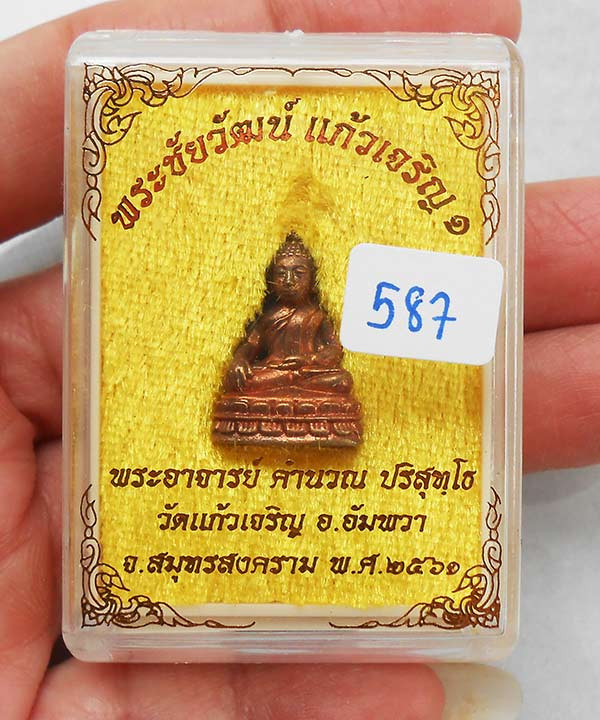 พระชัยวัฒน์ แก้วเจริญ ๑
587
พระอาจารย์ คำนวณ ปริสุทฺโธ
วัดแก้วเจริญ อ.อัมพวา
จ.สมุทรสงคราม พ.ศ.๒๕๖๑